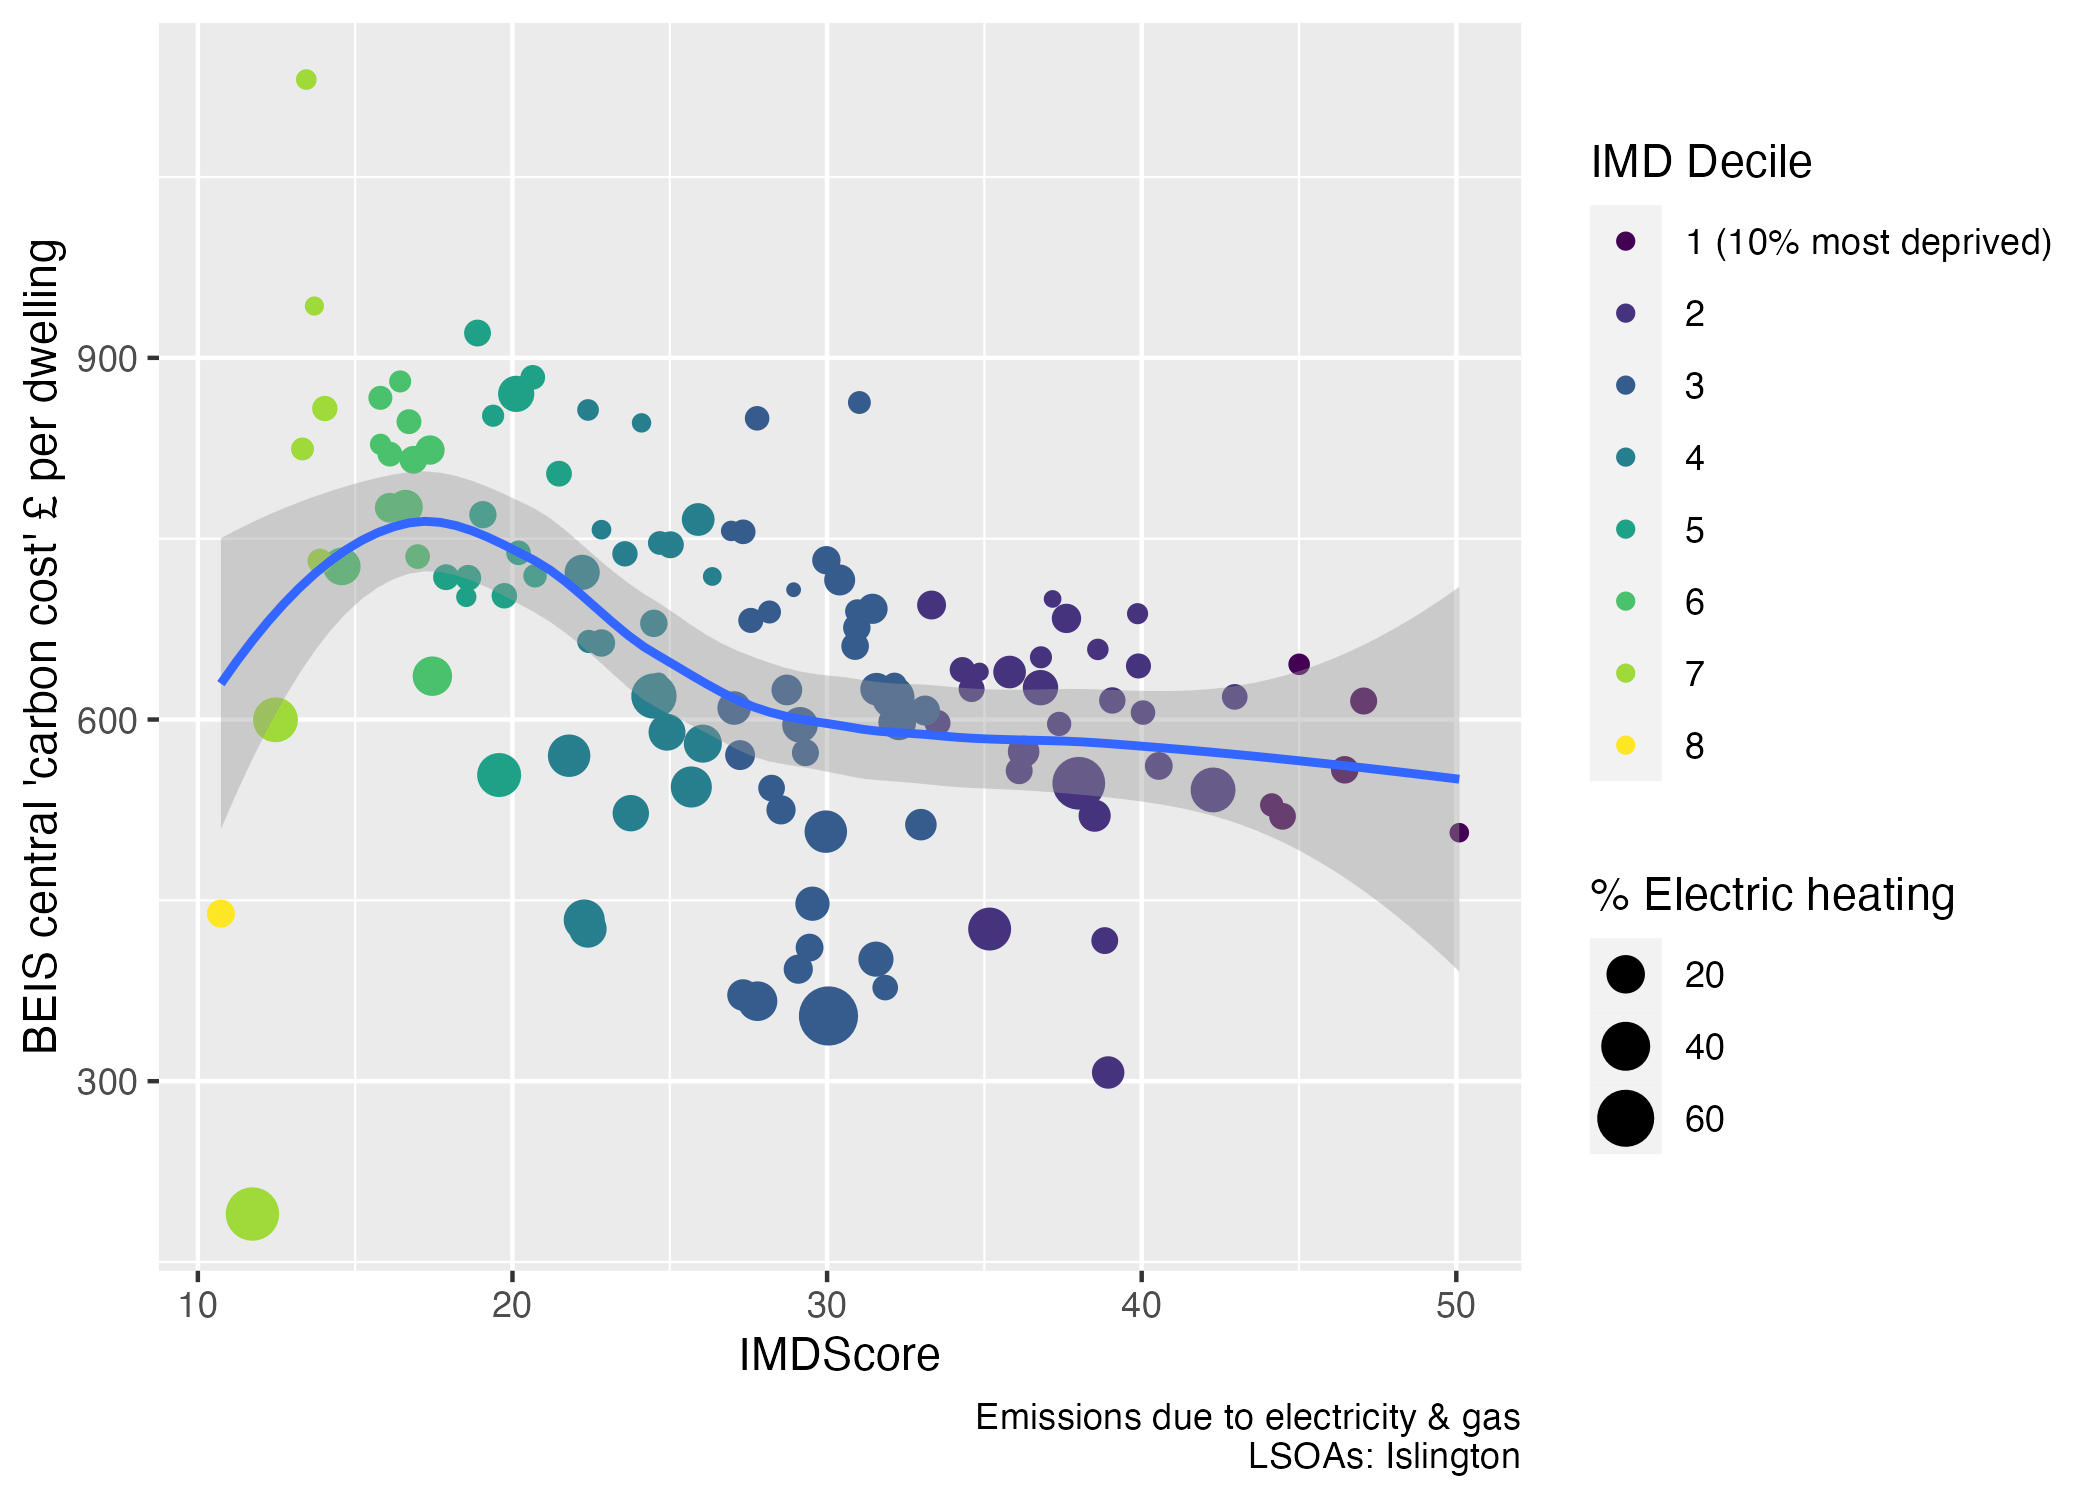 BEIS central 'carbon cost' £ per dwelling
900
600
300
10 20 30 40 50
IMDScore
Emissions due to electricity & gas
LSOAs: Islington
IMD Decile
1 (10% most deprived)
2
3
4
5
6
7
8
% Electric heating
20
40
60